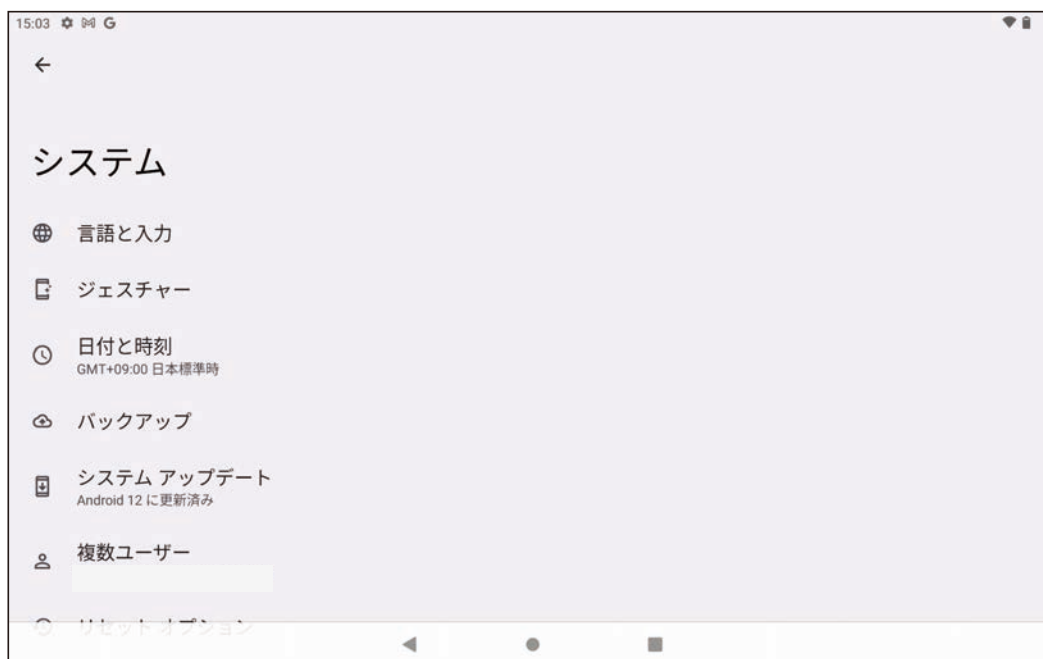 15:03
システム
言語と入力
ジェスチャー
日付と時刻
GMT+09:00 日本標準時
バックアップ
システム アップデート
Android 12 に更新済み
複数ユーザー
リセット オプション